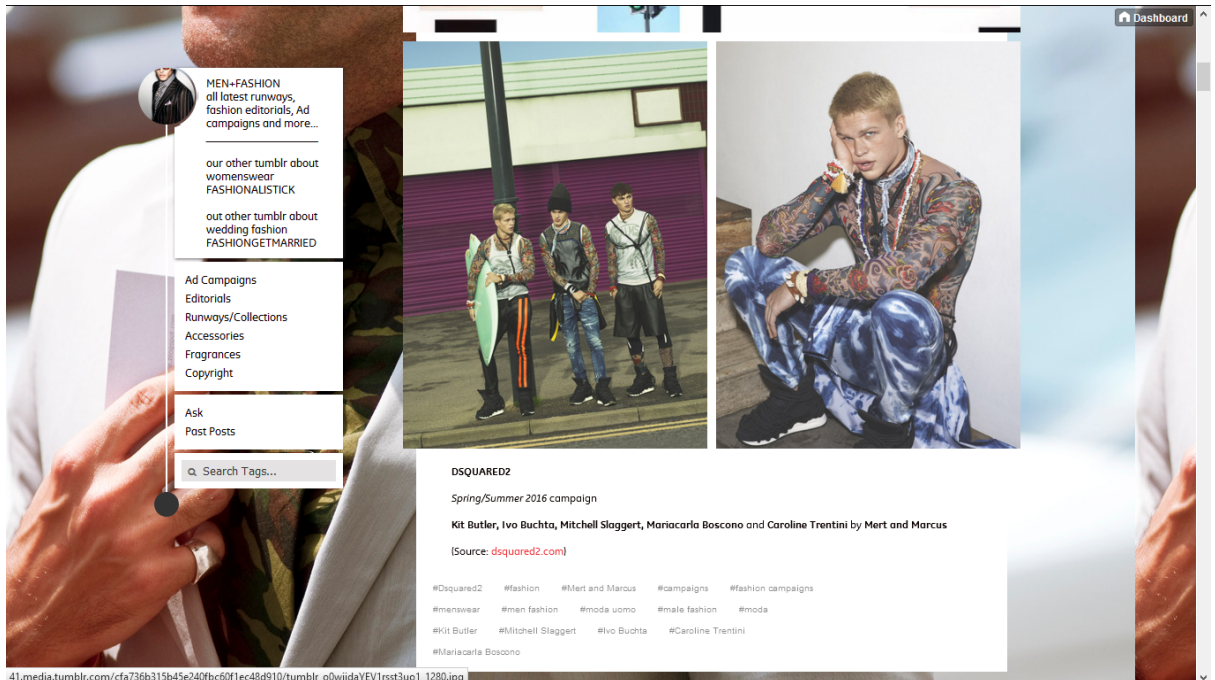 Dashboard
MEN+FASHION
all latest runways,
fashion editorials, Ad
campaigns and more...
our other tumblr about
womenswear
FASHIONALISTICK
out other tumblr about
wedding fashion
FASHIONGETMARRIED
Ad Campaigns
Editorials
Runways/Collections
Accessories
Fragrances
Copyright
Ask
Past Posts
Search Tags...
DSQUARED2
Spring/Summer 2016 campaign
Kit Butler, Ivo Buchta, Mitchell Slaggert, Mariacarla Boscono and Caroline Trentini by Mert and Marcus
(Source: dsquared2.com)
#Dsquared2 #fashion #Mert and Marcus #campaigns #fashion campaigns
#menswear #men fashion #moda uomo #male fashion #moda
#Kit Butler #Mitchell Slaggert #Ivo Buchta #Caroline Trentini
#Mariacarla Boscono
41.media.tumblr.com/cfa736b315b45e240fbc60f1ec48d910/tumblr_o0wjidaYEV1rsst3uo1_1280.jpg